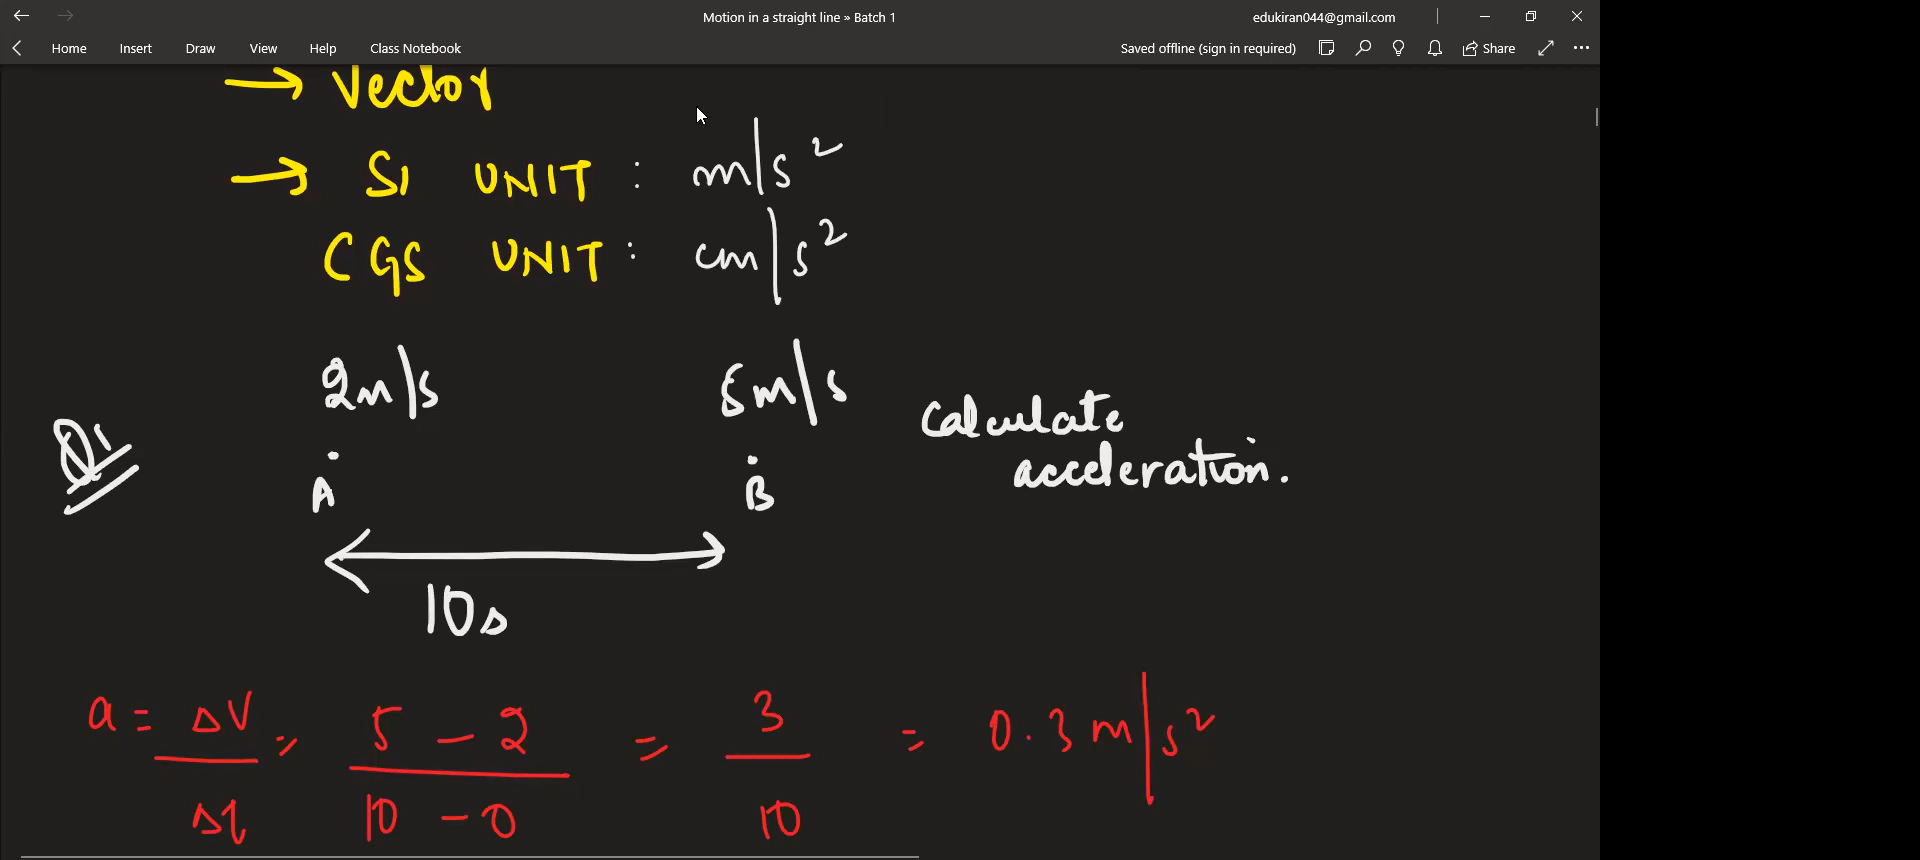 Motion in a straight line » Batch 1
edukiran044@gmail.com
Home Insert Draw View Help Class Notebook
Saved offline (sign in required) Share
→ Vector
→ SI UNIT : m/s²
CGS UNIT : cm/s²
2m/s 5m/s
Q1 Calculate
acceleration.
A B
10s
a = ΔV/Δt = 5 - 2/10 - 0 = 3/10 = 0.3 m/s²